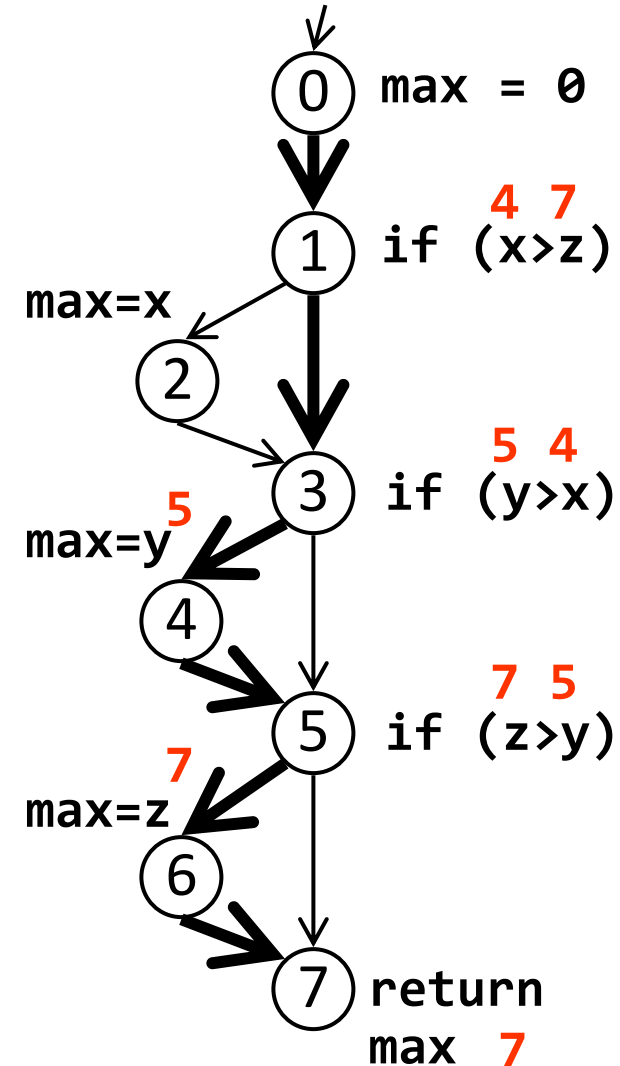 0 max = 0
4 7
1 if (x>z)
max=x
2
5 4
3 if (y>x)
5
max=y
4
7 5
5 if (z>y)
7
max=z
6
7 return
max 7